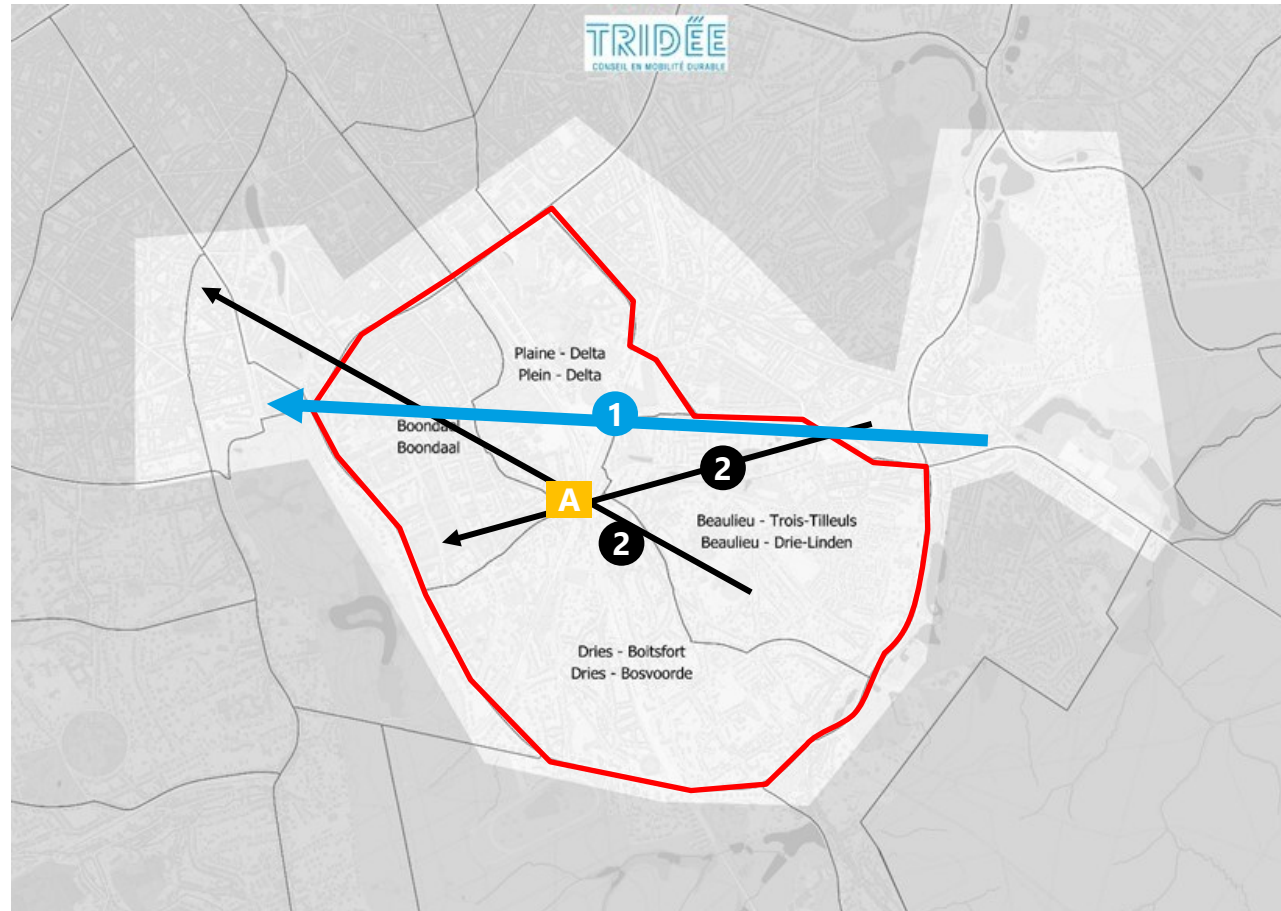 TRIDËE
CONSEIL EN MOBILITÉ DURABLE
Plaine - Delta
Plein - Delta
1
Boondaal
Boondaal
2
A
Beaulieu - Trois-Tilleuls
Beaulieu - Drie-Linden
2
Dries - Boitsfort
Dries - Bosvoorde